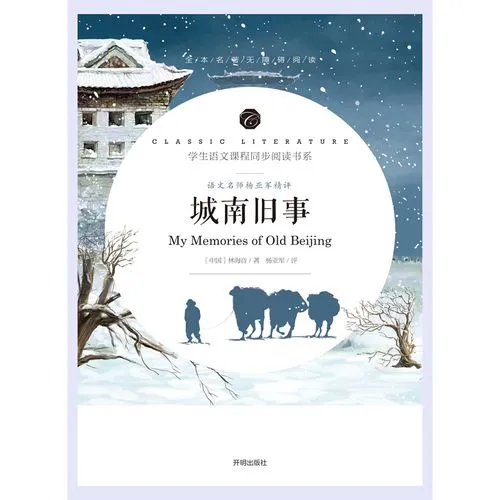 全本名著无障碍阅读
CLASSIC LITERATURE
学生语文课程同步阅读书系
语文名师杨亚军精评
城南旧事
My Memories of Old Beijing
[中国] 林海音/著 杨亚军/评
开明出版社